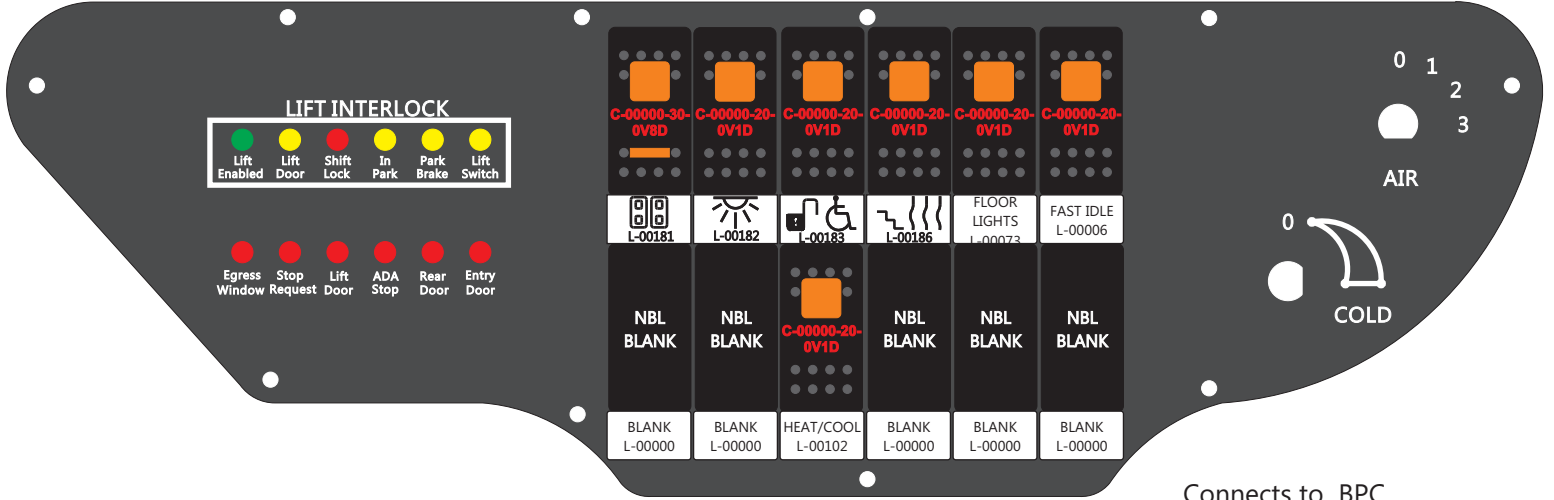 LIFT INTERLOCK
Lift Enabled
Lift Door
Shift Lock
In Park
Park Brake
Lift Switch
Egress Window
Stop Request
Lift Door
ADA Stop
Rear Door
Entry Door
C-00000-30-
0V8D
C-00000-20-
0V1D
C-00000-20-
0V1D
C-00000-20-
0V1D
C-00000-20-
0V1D
C-00000-20-
0V1D
L-00181
L-00182
L-00183
L-00186
FLOOR
LIGHTS
L-00073
FAST IDLE
L-00006
NBL
BLANK
NBL
BLANK
C-00000-20-
0V1D
NBL
BLANK
NBL
BLANK
NBL
BLANK
BLANK
L-00000
BLANK
L-00000
HEAT/COOL
L-00102
BLANK
L-00000
BLANK
L-00000
BLANK
L-00000
0
1
2
3
AIR
0
COLD
Connects to BPC